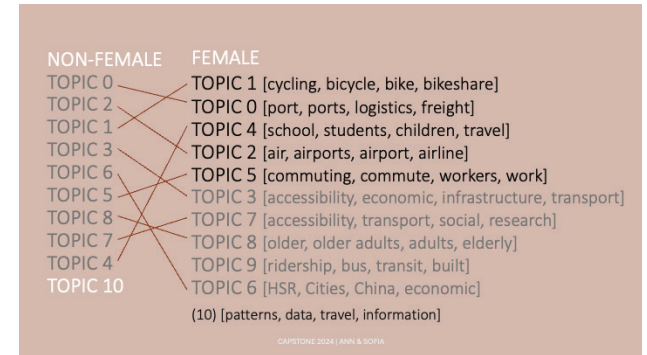 NON-FEMALE
TOPIC 0
TOPIC 2
TOPIC 1
TOPIC 3
TOPIC 6
TOPIC 5
TOPIC 8
TOPIC 7
TOPIC 4
TOPIC 10
FEMALE
TOPIC 1 [cycling, bicycle, bike, bikeshare]
TOPIC 0 [port, ports, logistics, freight]
TOPIC 4 [school, students, children, travel]
TOPIC 2 [air, airports, airport, airline]
TOPIC 5 [commuting, commute, workers, work]
TOPIC 3 [accessibility, economic, infrastructure, transport]
TOPIC 7 [accessibility, transport, social, research]
TOPIC 8 [older, older adults, adults, elderly]
TOPIC 9 [ridership, bus, transit, built]
TOPIC 6 [HSR, Cities, China, economic]
(10) [patterns, data, travel, information]
CAPSTONE 2024 | ANN & SOFIA